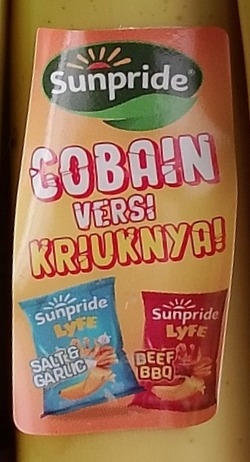 Sunpride®
COBAIN
VERSI
KRIUKNYA!
Sunpride
LYFE
SALT &
GARLIC
Sunpride
LYFE
BEEF
BBQ